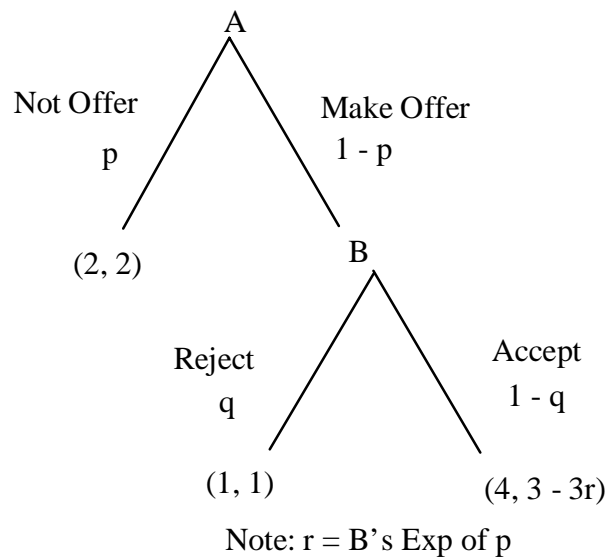 A
Not Offer
p
Make Offer
1 - p
(2, 2)
B
Reject
q
Accept
1 - q
(1, 1)
(4, 3 - 3r)
Note: r = B's Exp of p